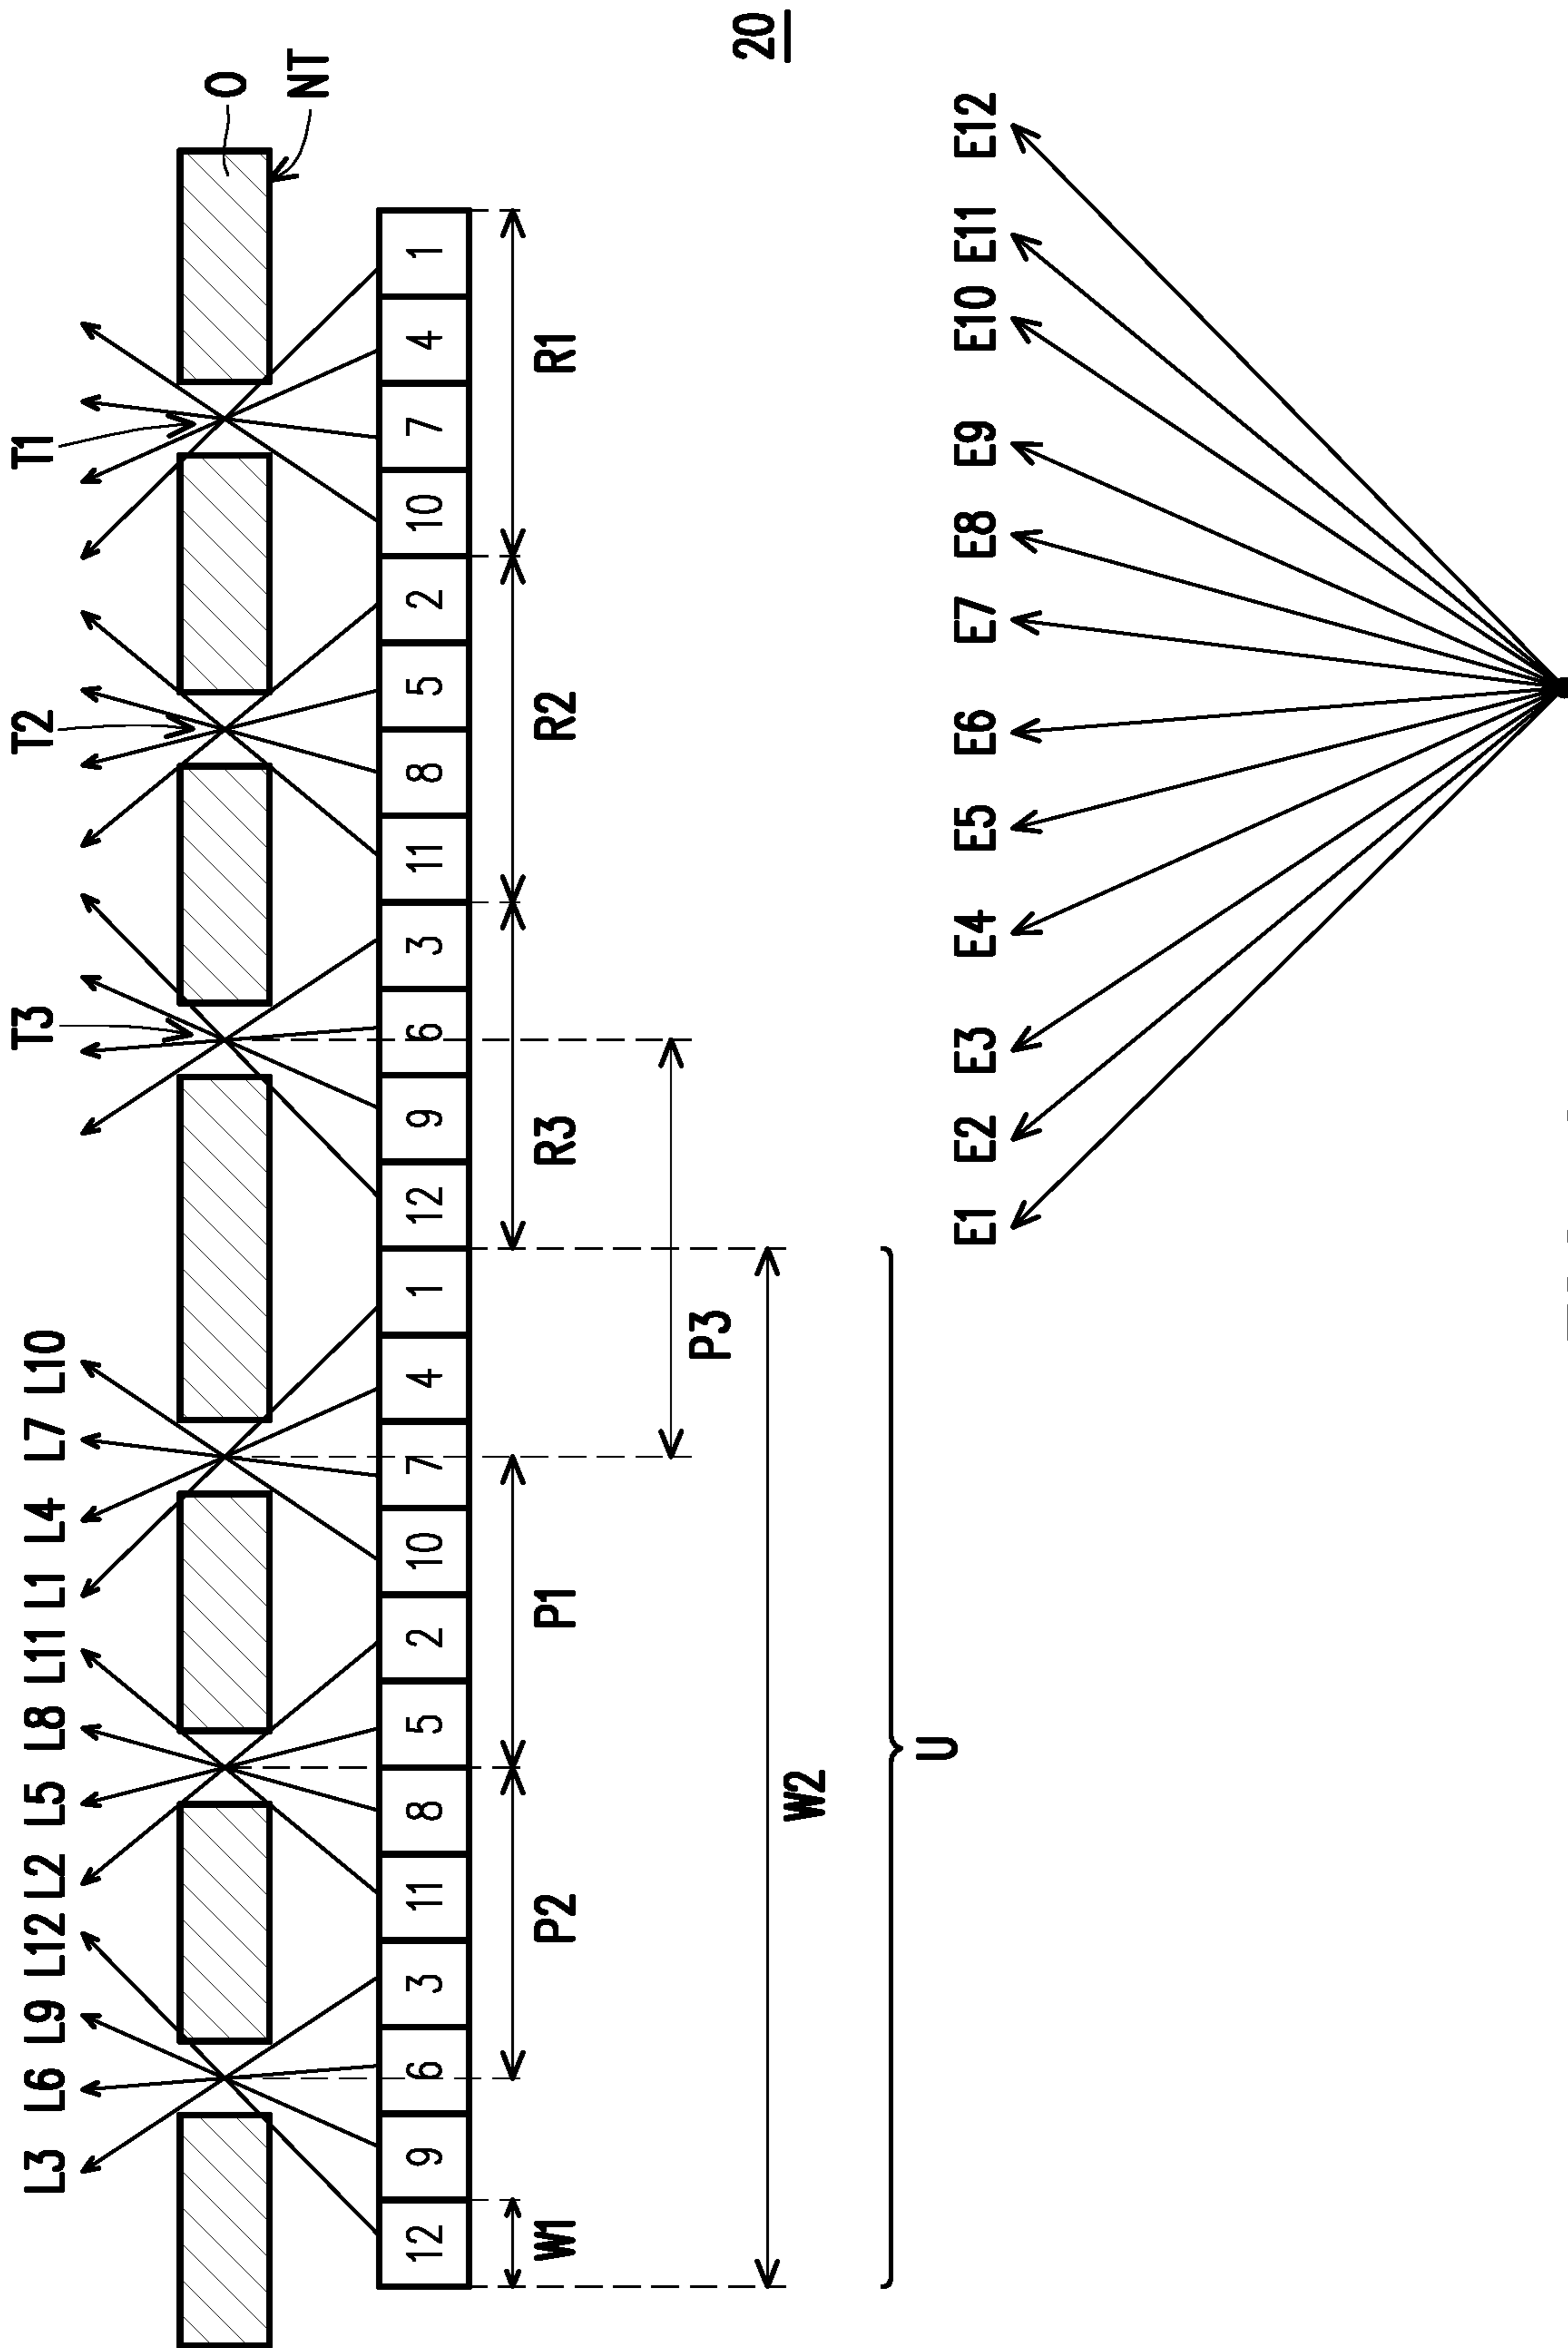 T3 T2 T1
L3 L6 L9 L12 L2 L5 L8 L11 L1 L4 L7 L10
O
NT
12 9 6 3 11 8 5 2 10 7 4 1 12 9 6 3 11 8 5 2 10 7 4 1
W1 P2 P1 R3 R2 R1
P3
20
W2
U
E1 E2 E3 E4 E5 E6 E7 E8 E9 E10 E11 E12